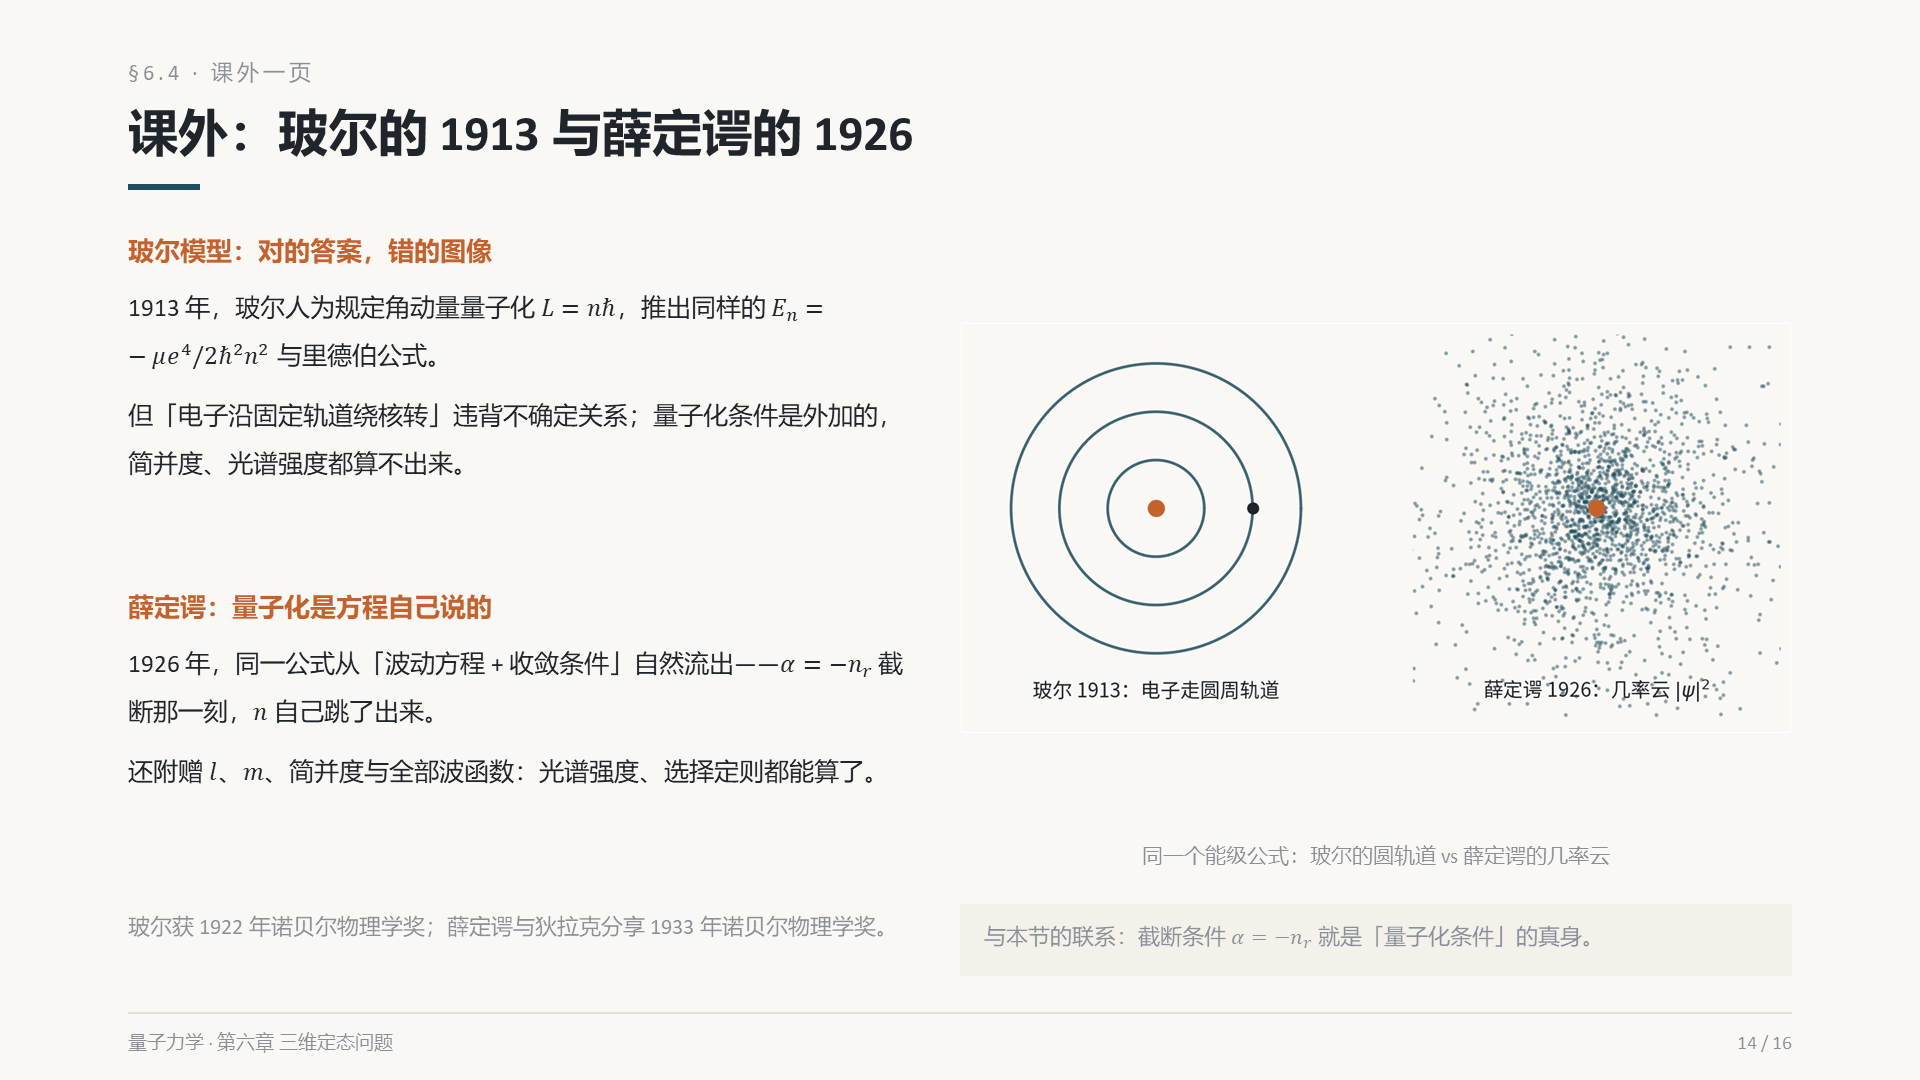 §6.4 · 课外一页
课外：玻尔的 1913 与薛定谔的 1926
玻尔模型：对的答案，错的图像
1913 年，玻尔人为规定角动量量子化 L = nℏ，推出同样的 Eₙ =
− μe⁴/2ℏ²n² 与里德伯公式。
但「电子沿固定轨道绕核转」违背不确定关系；量子化条件是外加的，
简并度、光谱强度都算不出来。
薛定谔：量子化是方程自己说的
1926 年，同一公式从「波动方程 + 收敛条件」自然流出——α = −nᵣ 截
断那一刻，n 自己跳了出来。
还附赠 l、m、简并度与全部波函数：光谱强度、选择定则都能算了。
玻尔获 1922 年诺贝尔物理学奖；薛定谔与狄拉克分享 1933 年诺贝尔物理学奖。
玻尔 1913：电子走圆周轨道
薛定谔 1926：几率云 |ψ|²
同一个能级公式：玻尔的圆轨道 vs 薛定谔的几率云
与本节的联系：截断条件 α = −nᵣ 就是「量子化条件」的真身。
量子力学 · 第六章 三维定态问题
14 / 16